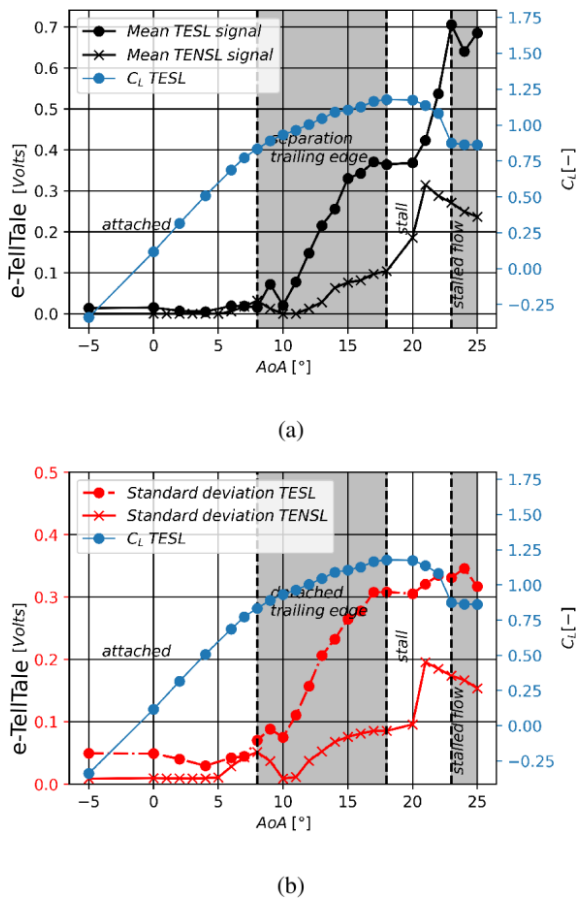 Mean TESL signal
Mean TENSL signal
C_L TESL
0.7
0.6
0.5
0.4
0.3
0.2
0.1
0.0
e-TellTale [Volts]
attached
separation
trailing edge
stall
stalled flow
1.75
1.50
1.25
1.00
0.75
0.50
0.25
0.00
−0.25
C_L[−]
−5 0 5 10 15 20 25
AoA [°]
(a)
Standard deviation TESL
Standard deviation TENSL
C_L TESL
0.5
0.4
0.3
0.2
0.1
0.0
e-TellTale [Volts]
attached
detached
trailing edge
stall
stalled flow
1.75
1.50
1.25
1.00
0.75
0.50
0.25
0.00
−0.25
C_L[−]
−5 0 5 10 15 20 25
AoA [°]
(b)